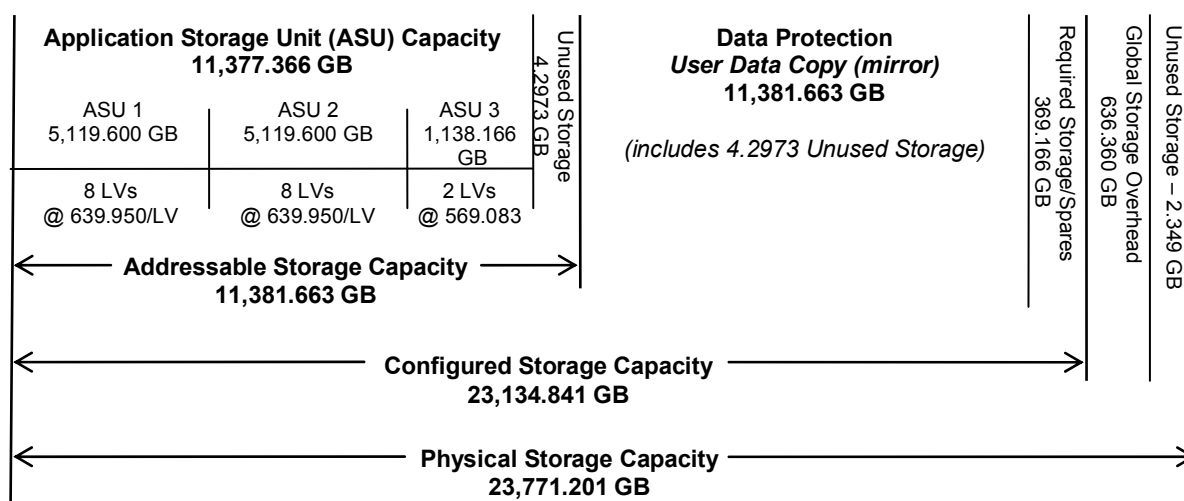 Application Storage Unit (ASU) Capacity
11,377.366 GB
ASU 1
5,119.600 GB
ASU 2
5,119.600 GB
ASU 3
1,138.166
GB
8 LVs
@ 639.950/LV
8 LVs
@ 639.950/LV
2 LVs
@ 569.083
Unused Storage
4.2973 GB
Data Protection
User Data Copy (mirror)
11,381.663 GB
(includes 4.2973 Unused Storage)
Required Storage/Spares
369.166 GB
Global Storage Overhead
636.360 GB
Unused Storage – 2.349 GB
Addressable Storage Capacity
11,381.663 GB
Configured Storage Capacity
23,134.841 GB
Physical Storage Capacity
23,771.201 GB